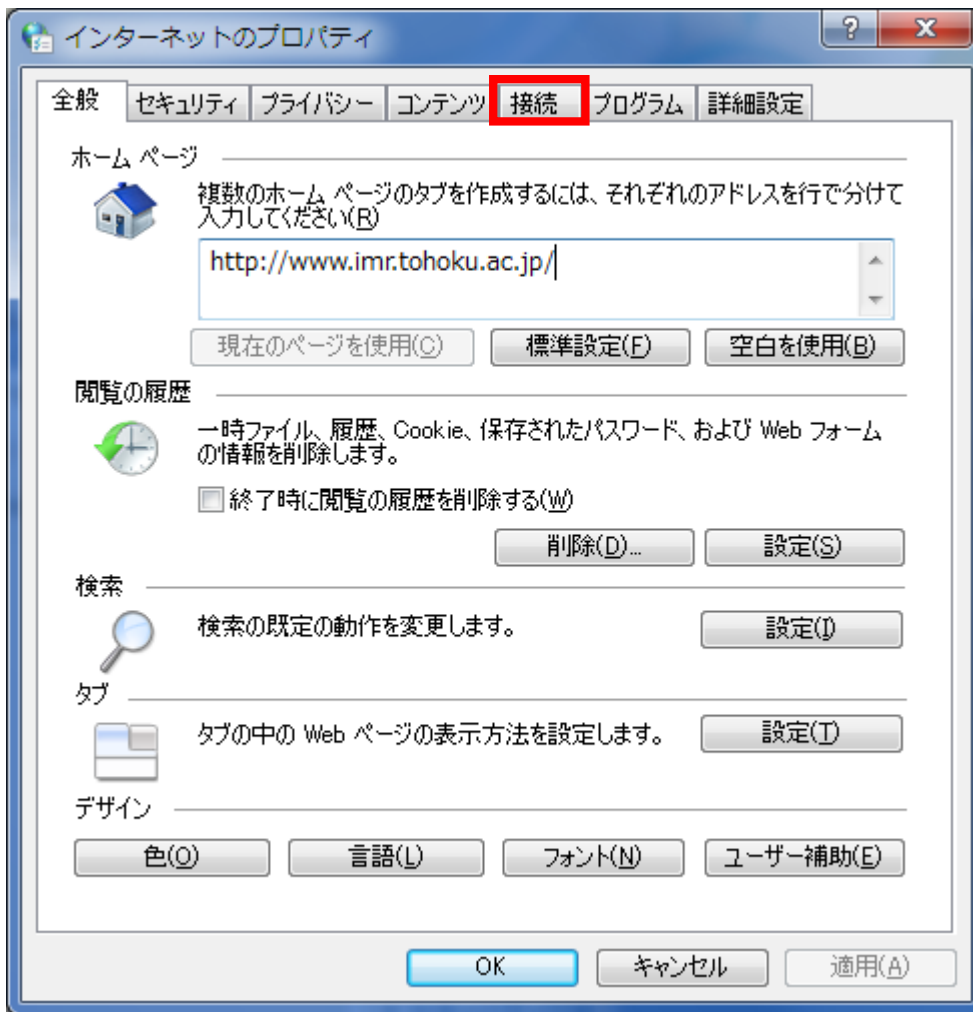 インターネットのプロパティ
? x
全般 セキュリティ プライバシー コンテンツ 接続 プログラム 詳細設定
ホーム ページ
複数のホーム ページのタブを作成するには、それぞれのアドレスを行で分けて
入力してください(R)
http://www.imr.tohoku.ac.jp/
現在のページを使用(C) 標準設定(F) 空白を使用(B)
閲覧の履歴
一時ファイル、履歴、Cookie、保存されたパスワード、および Web フォーム
の情報を削除します。
終了時に閲覧の履歴を削除する(W)
削除(D)... 設定(S)
検索
検索の既定の動作を変更します。 設定(I)
タブ
タブの中の Web ページの表示方法を設定します。 設定(T)
デザイン
色(O) 言語(L) フォント(N) ユーザー補助(E)
OK キャンセル 適用(A)